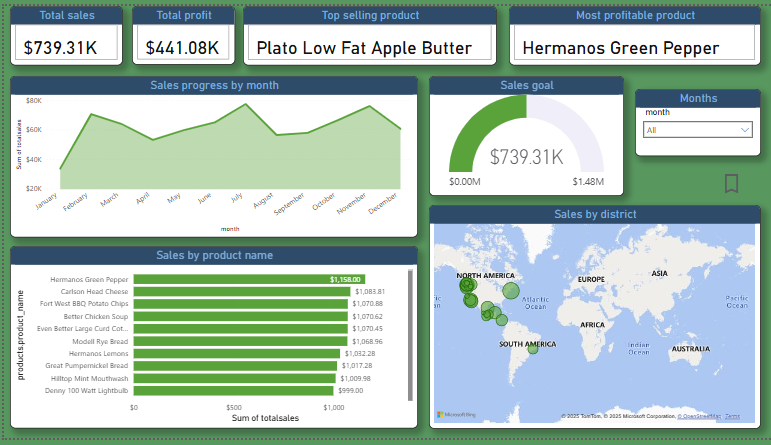 Total sales
$739.31K
Total profit
$441.08K
Top selling product
Plato Low Fat Apple Butter
Most profitable product
Hermanos Green Pepper
Sales progress by month
Sum of totalsales
$80K
$60K
$40K
$20K
January
February
March
April
May
June
July
August
September
October
November
December
month
Sales goal
$739.31K
$0.00M
$1.48M
Months
month
All
Sales by product name
products.product_name
Hermanos Green Pepper $1,158.00
Carlson Head Cheese $1,083.81
Fort West BBQ Potato Chips $1,070.88
Better Chicken Soup $1,070.62
Even Better Large Curd Cot... $1,070.45
Modell Rye Bread $1,068.96
Hermanos Lemons $1,032.28
Great Pumpernickel Bread $1,017.28
Hilltop Mint Mouthwash $1,009.98
Denny 100 Watt Lightbulb $999.00
$0 $500 $1,000
Sum of totalsales
Sales by district
NORTH AMERICA
EUROPE
ASIA
Atlantic
Ocean
Pacific
Ocean
AFRICA
SOUTH AMERICA
Indian
Ocean
AUSTRALIA
Microsoft Bing
© 2025 TomTom, © 2025 Microsoft Corporation, © OpenStreetMap Terms